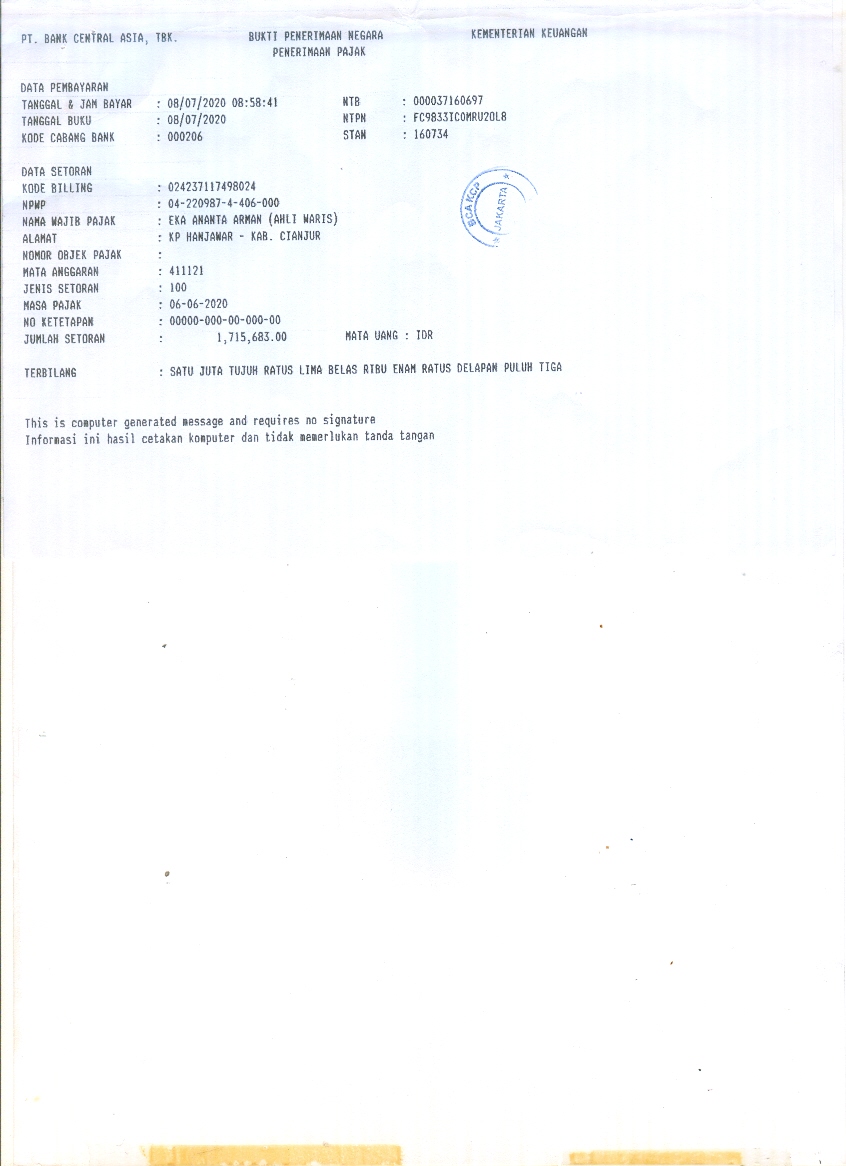 PT. BANK CENTRAL ASIA, TBK. BUKTI PENERIMAAN NEGARA KEMENTERIAN KEUANGAN
PENERIMAAN PAJAK
DATA PEMBAYARAN
TANGGAL & JAM BAYAR : 08/07/2020 08:58:41 NTB : 000037160697
TANGGAL BUKU : 08/07/2020 NTPN : FC9833ICOMRU2OL8
KODE CABANG BANK : 000206 STAN : 160734
DATA SETORAN
KODE BILLING : 024237117498024
NPWP : 04-220987-4-406-000
NAMA WAJIB PAJAK : EKA ANANTA ARMAN (AHLI WARIS)
ALAMAT : KP HANJAWAR - KAB. CIANJUR
NOMOR OBJEK PAJAK :
MATA ANGGARAN : 411121
JENIS SETORAN : 100
MASA PAJAK : 06-06-2020
NO KETETAPAN : 00000-000-00-000-00
JUMLAH SETORAN : 1,715,683.00 MATA UANG : IDR
TERBILANG : SATU JUTA TUJUH RATUS LIMA BELAS RIBU ENAM RATUS DELAPAN PULUH TIGA
This is computer generated message and requires no signature
Informasi ini hasil cetakan komputer dan tidak memerlukan tanda tangan
BCA KCP
JAKARTA